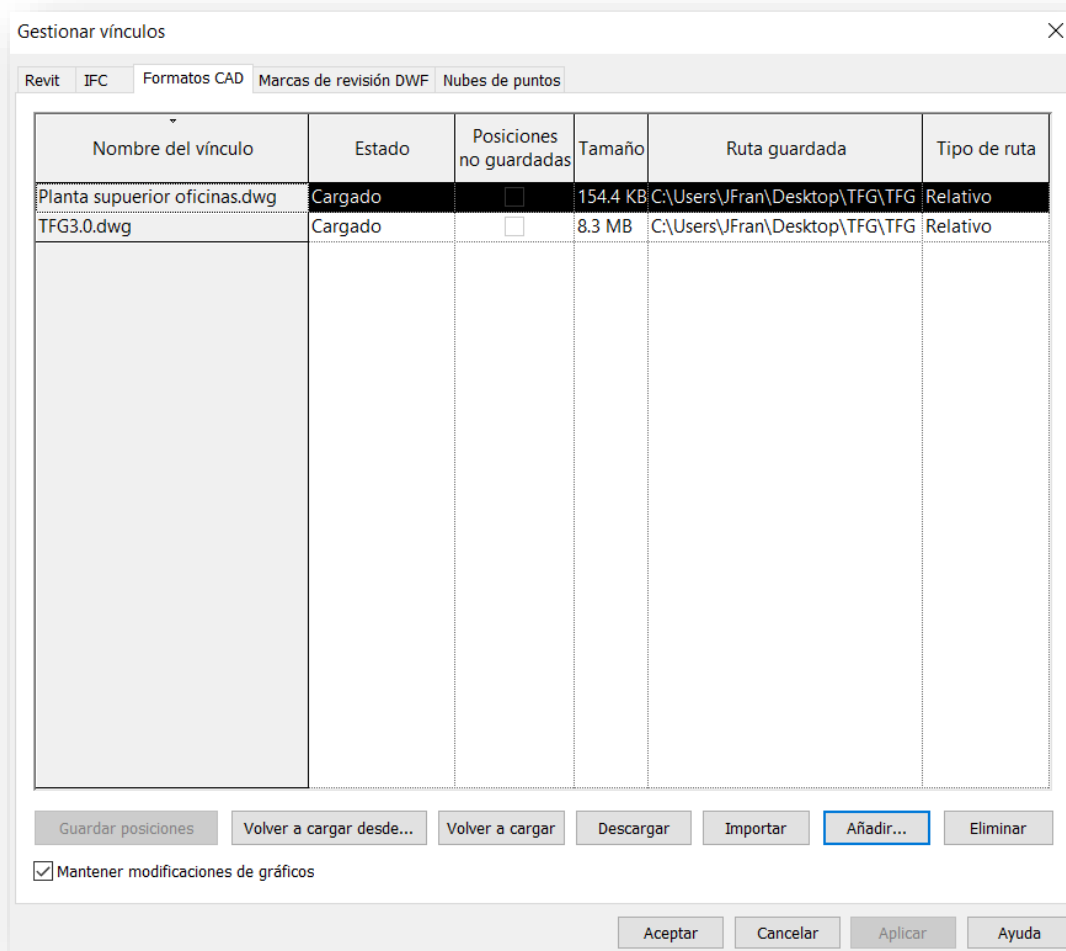 Gestionar vínculos
Revit IFC Formatos CAD Marcas de revisión DWF Nubes de puntos
Nombre del vínculo Estado Posiciones no guardadas Tamaño Ruta guardada Tipo de ruta
Planta supuerior oficinas.dwg Cargado 154.4 KB C:\Users\JFran\Desktop\TFG\TFG Relativo
TFG3.0.dwg Cargado 8.3 MB C:\Users\JFran\Desktop\TFG\TFG Relativo
Guardar posiciones Volver a cargar desde... Volver a cargar Descargar Importar Añadir... Eliminar
Mantener modificaciones de gráficos
Aceptar Cancelar Aplicar Ayuda